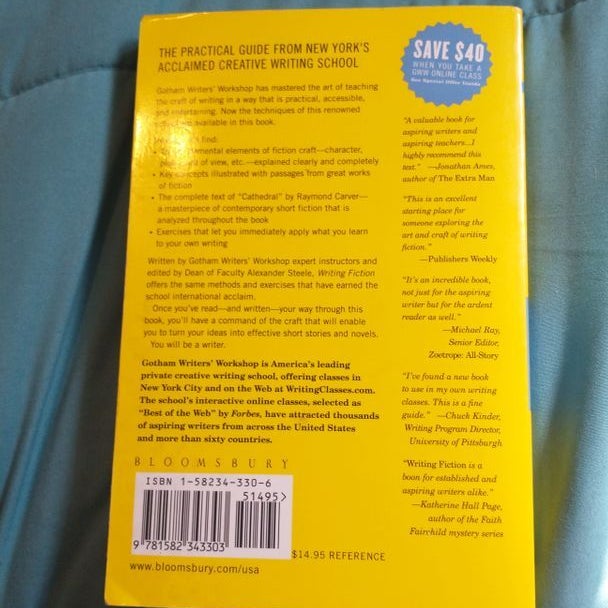 THE PRACTICAL GUIDE FROM NEW YORK'S
ACCLAIMED CREATIVE WRITING SCHOOL
Gotham Writers' Workshop has mastered the art of teaching
the craft of writing in a way that is practical, accessible,
and entertaining. Now the techniques of this renowned
available in this book.
find:
elements of fiction craft—character,
of view, etc.—explained clearly and completely
• Key concepts illustrated with passages from great works
of fiction
• The complete text of "Cathedral" by Raymond Carver—
a masterpiece of contemporary short fiction that is
analyzed throughout the book
• Exercises that let you immediately apply what you learn
to your own writing
Written by Gotham Writers' Workshop expert instructors and
edited by Dean of Faculty Alexander Steele, Writing Fiction
offers the same methods and exercises that have earned the
school international acclaim.
Once you've read—and written—your way through this
book, you'll have a command of the craft that will enable
you to turn your ideas into effective short stories and novels.
You will be a writer.
Gotham Writers' Workshop is America's leading
private creative writing school, offering classes in
New York City and on the Web at WritingClasses.com.
The school's interactive online classes, selected as
"Best of the Web" by Forbes, have attracted thousands
of aspiring writers from across the United States
and more than sixty countries.
BLOOMSBURY
ISBN 1-58234-330-6
51495>
9 781582 343303
$14.95 REFERENCE
www.bloomsbury.com/usa
SAVE $40
WHEN YOU TAKE A
GWW ONLINE CLASS
See Special Offer Inside
"A valuable book for
aspiring writers and
aspiring teachers...I
highly recommend this
text." —Jonathan Ames,
author of The Extra Man
"This is an excellent
starting place for
someone exploring the
art and craft of writing
fiction."
—Publishers Weekly
"It's an incredible book,
not just for the aspiring
writer but for the ardent
reader as well."
—Michael Ray,
Senior Editor,
Zoetrope: All-Story
"I've found a new book
to use in my own writing
classes. This is a fine
guide." —Chuck Kinder,
Writing Program Director,
University of Pittsburgh
"Writing Fiction is a
boon for established and
aspiring writers alike."
—Katherine Hall Page,
author of the Faith
Fairchild mystery series